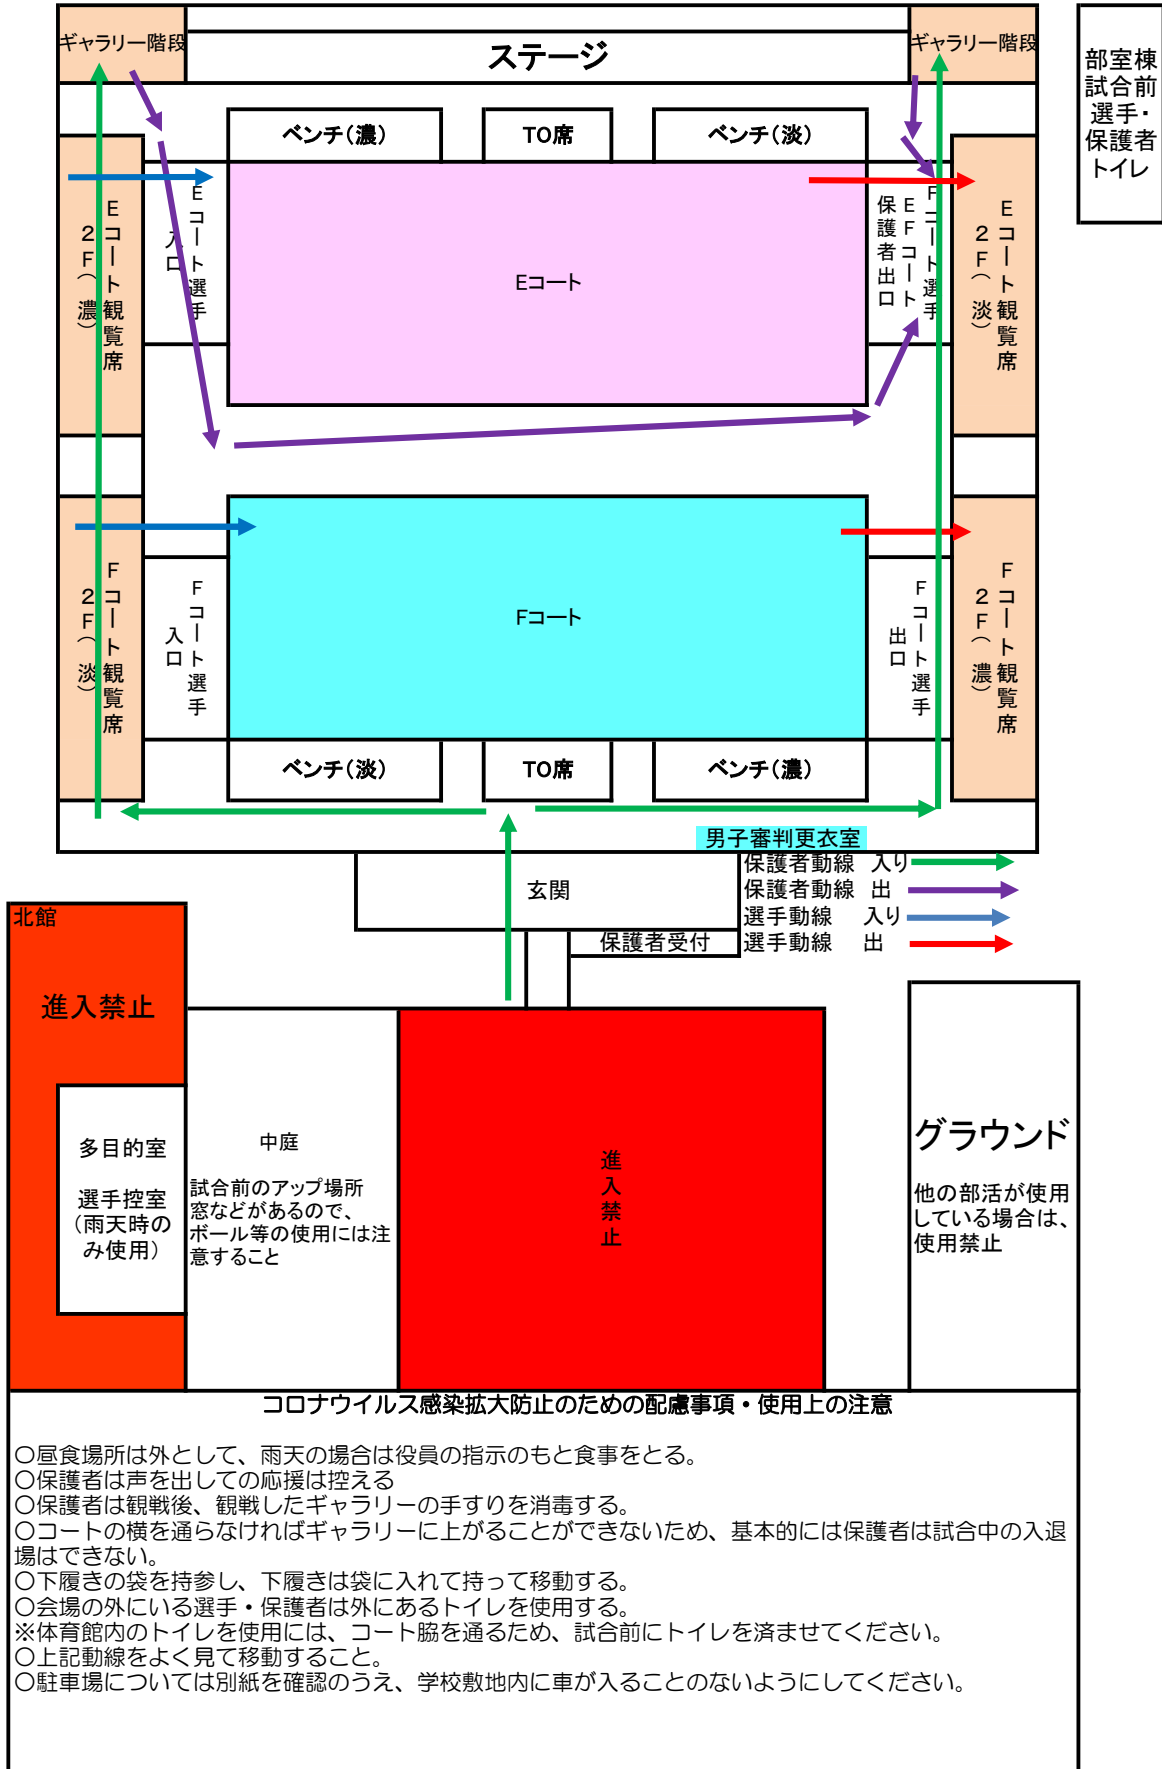 ギャラリー階段
ステージ
ギャラリー階段
部室棟
試合前
選手・
保護者
トイレ
ベンチ（濃）
TO席
ベンチ（淡）
Eコート観覧席
2F（濃）
Eコート選手
入口
Eコート
Fコート選手
EFコート
保護者出口
Eコート観覧席
2F（淡）
Fコート観覧席
2F（淡）
Fコート選手
入口
Fコート
Fコート選手
出口
Fコート観覧席
2F（濃）
ベンチ（淡）
TO席
ベンチ（濃）
男子審判更衣室
玄関
保護者受付
保護者動線　入り
保護者動線　出
選手動線　入り
選手動線　出
北館
進入禁止
多目的室
選手控室
（雨天時の
み使用）
中庭
試合前のアップ場所
窓などがあるので、
ボール等の使用には注
意すること
進入禁止
グラウンド
他の部活が使用
している場合は、
使用禁止
コロナウイルス感染拡大防止のための配慮事項・使用上の注意
○昼食場所は外として、雨天の場合は役員の指示のもと食事をとる。
○保護者は声を出しての応援は控える
○保護者は観戦後、観戦したギャラリーの手すりを消毒する。
○コートの横を通らなければギャラリーに上がることができないため、基本的には保護者は試合中の入退
場はできない。
○下履きの袋を持参し、下履きは袋に入れて持って移動する。
○会場の外にいる選手・保護者は外にあるトイレを使用する。
※体育館内のトイレを使用には、コート脇を通るため、試合前にトイレを済ませてください。
○上記動線をよく見て移動すること。
○駐車場については別紙を確認のうえ、学校敷地内に車が入ることのないようにしてください。